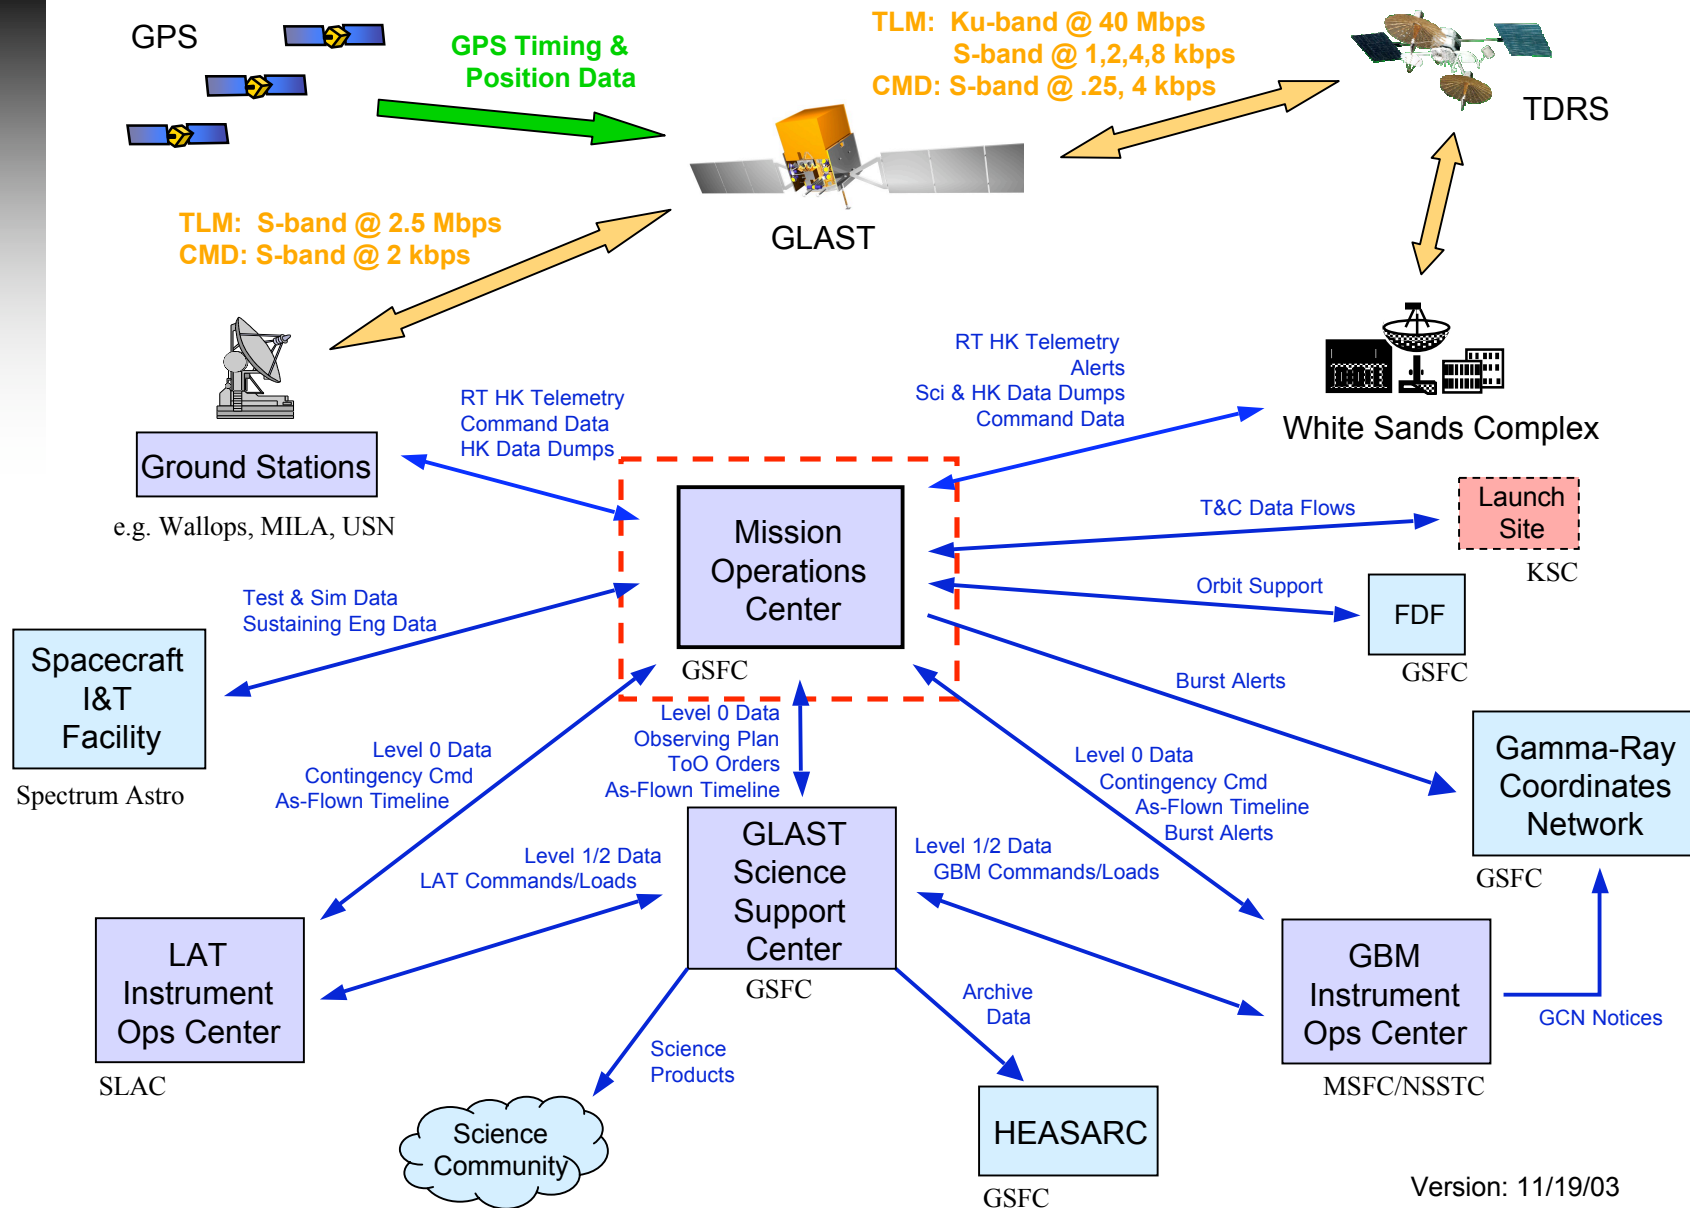 GPS
GPS Timing &
Position Data
TLM:  Ku-band @ 40 Mbps
S-band @ 1,2,4,8 kbps
CMD: S-band @ .25, 4 kbps
TDRS
GLAST
TLM:  S-band @ 2.5 Mbps
CMD: S-band @ 2 kbps
RT HK Telemetry
Alerts
Sci & HK Data Dumps
Command Data
White Sands Complex
RT HK Telemetry
Command Data
HK Data Dumps
Ground Stations
e.g. Wallops, MILA, USN
Mission
Operations
Center
GSFC
T&C Data Flows
Launch
Site
KSC
Orbit Support
FDF
GSFC
Test & Sim Data
Sustaining Eng Data
Spacecraft
I&T
Facility
Spectrum Astro
Burst Alerts
Gamma-Ray
Coordinates
Network
GSFC
Level 0 Data
Contingency Cmd
As-Flown Timeline
Level 0 Data
Observing Plan
ToO Orders
As-Flown Timeline
Level 0 Data
Contingency Cmd
As-Flown Timeline
Burst Alerts
Level 1/2 Data
LAT Commands/Loads
GLAST
Science
Support
Center
GSFC
Level 1/2 Data
GBM Commands/Loads
LAT
Instrument
Ops Center
SLAC
GBM
Instrument
Ops Center
MSFC/NSSTC
GCN Notices
Science
Products
Archive
Data
Science
Community
HEASARC
GSFC
Version: 11/19/03